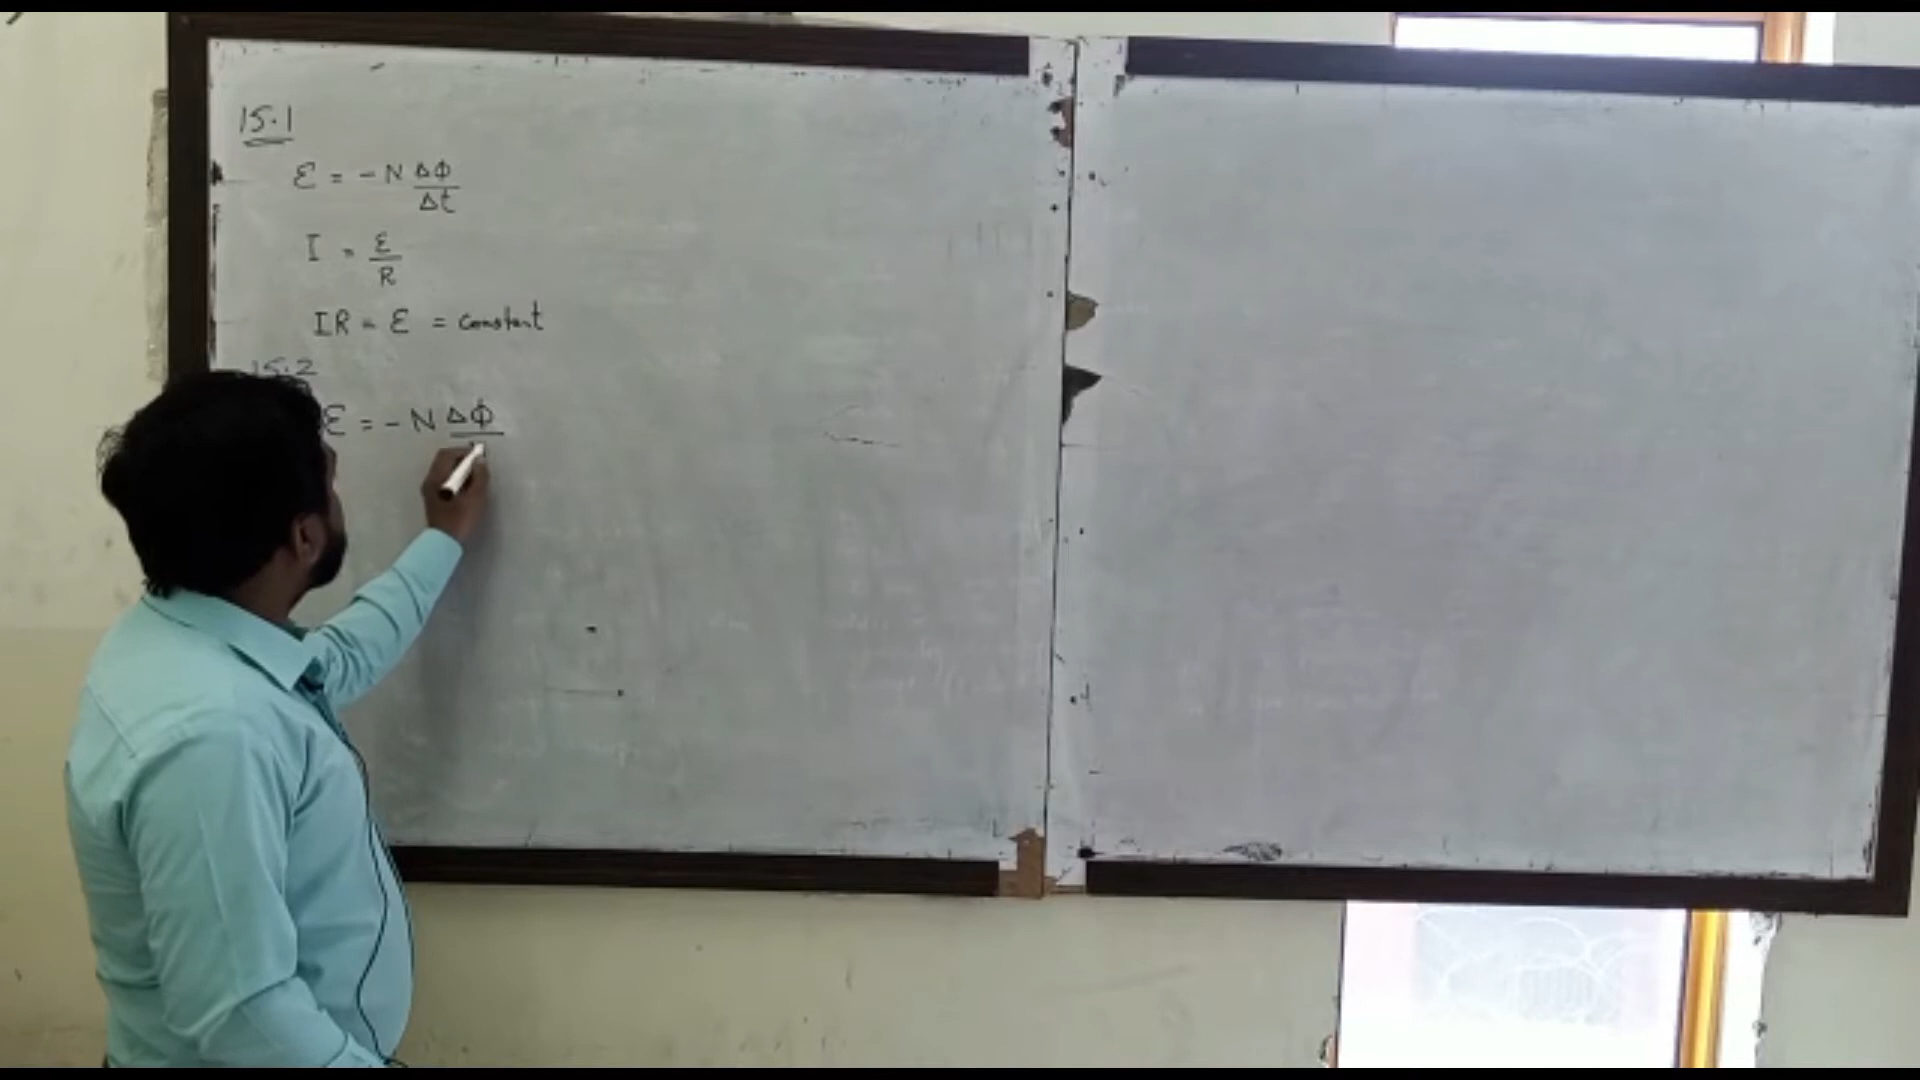 15.1
ε = -N ΔΦ/Δt
I = ε/R
IR = ε = constant
15.2
ε = -N ΔΦ